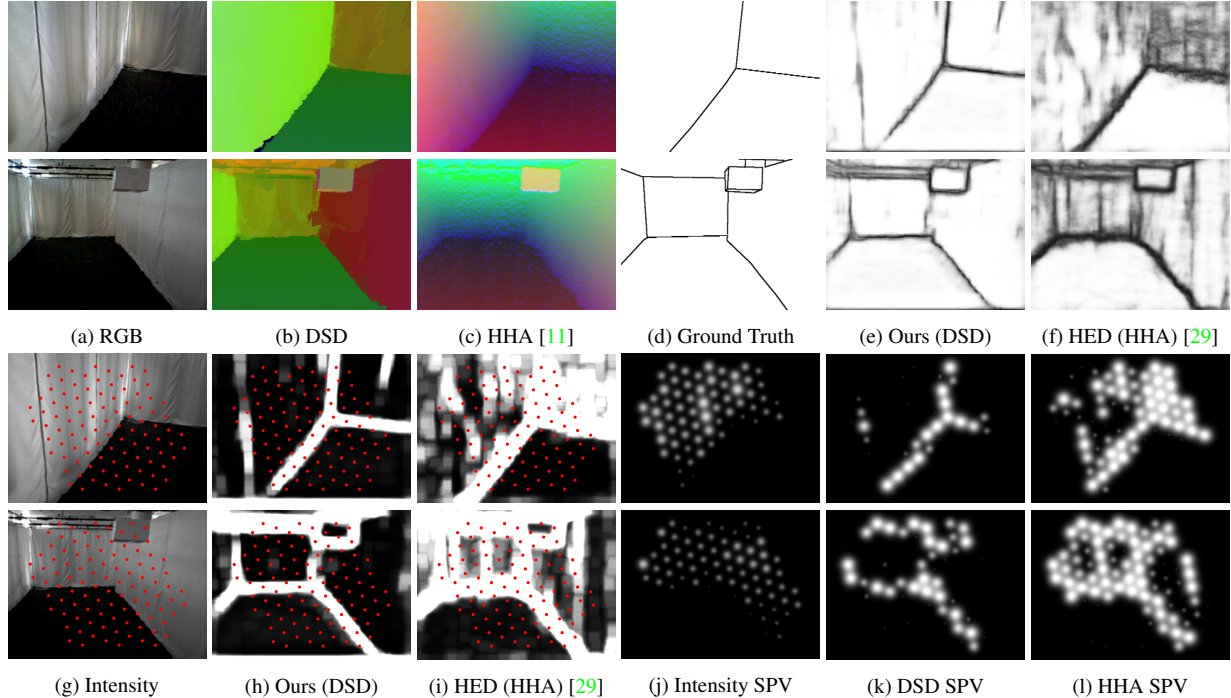 (a) RGB
(b) DSD
(c) HHA [11]
(d) Ground Truth
(e) Ours (DSD)
(f) HED (HHA) [29]
(g) Intensity
(h) Ours (DSD)
(i) HED (HHA) [29]
(j) Intensity SPV
(k) DSD SPV
(l) HHA SPV